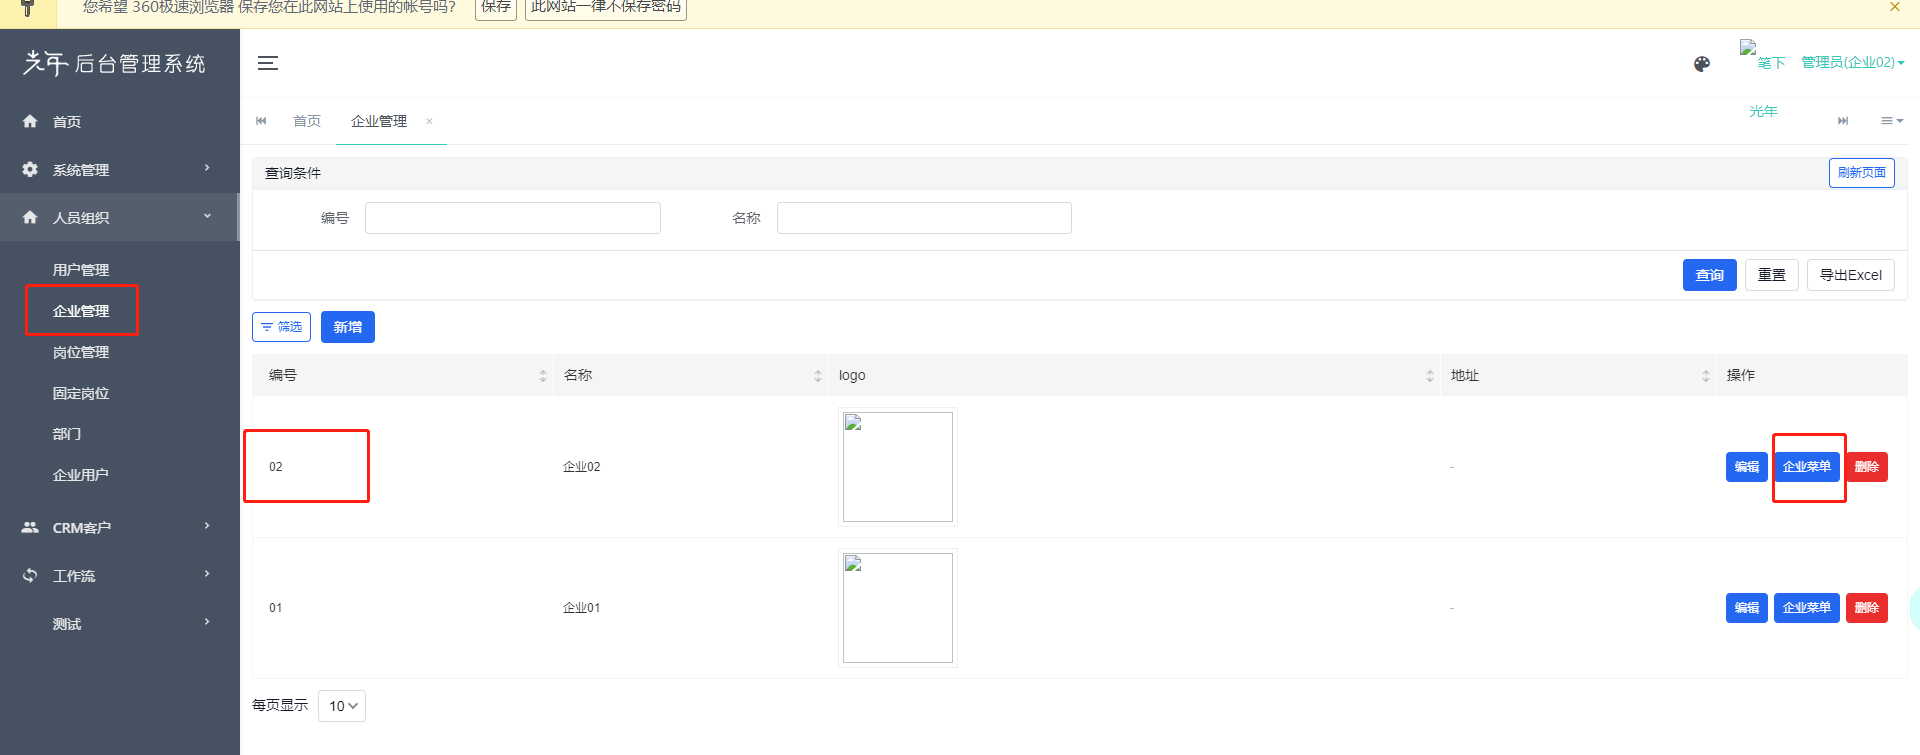 您希望 360极速浏览器 保存您在此网站上使用的帐号吗? 保存 此网站一律不保存密码
光年 后台管理系统
笔下光年 管理员(企业02)
首页
系统管理
人员组织
用户管理
企业管理
岗位管理
固定岗位
部门
企业用户
CRM客户
工作流
测试
首页 企业管理 ×
查询条件 刷新页面
编号 名称
查询 重置 导出Excel
筛选 新增
编号 名称 logo 地址 操作
02 企业02 - 编辑 企业菜单 删除
01 企业01 - 编辑 企业菜单 删除
每页显示 10